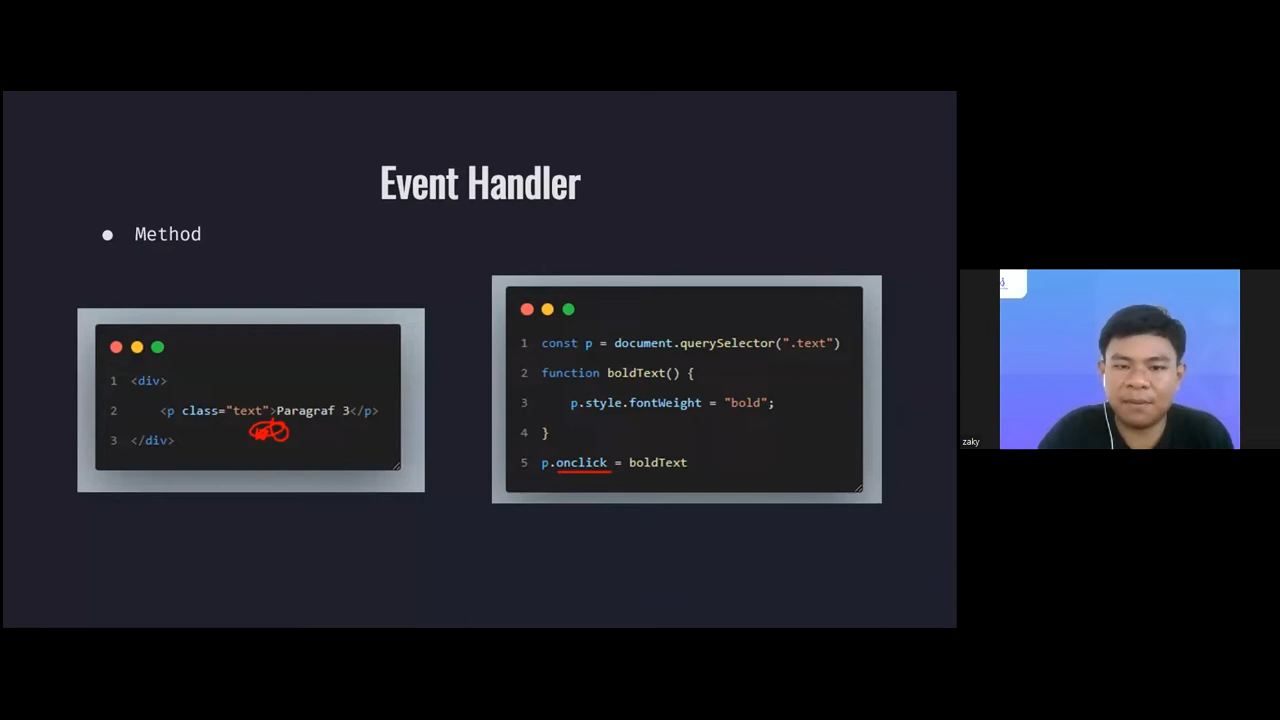 Event Handler
● Method
1 <div>
2 <p class="text">Paragraf 3</p>
3 </div>
1 const p = document.querySelector(".text")
2 function boldText() {
3 p.style.fontWeight = "bold";
4 }
5 p.onclick = boldText
zaky